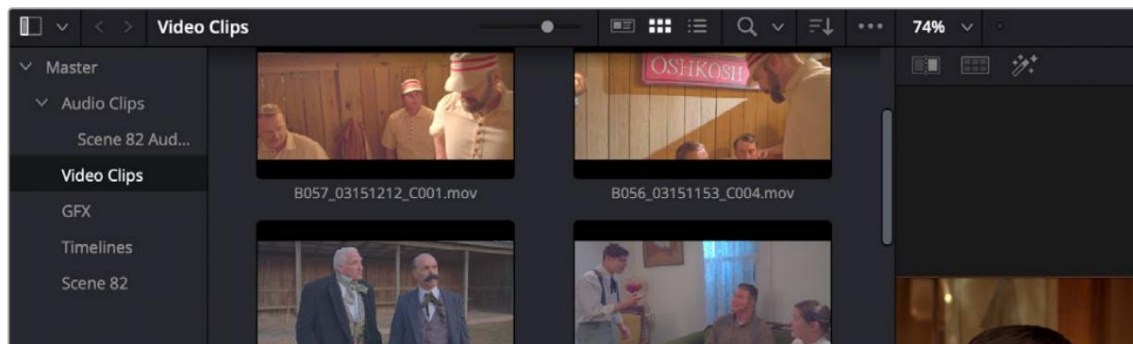 Video Clips
74%
Master
Audio Clips
Scene 82 Aud...
Video Clips
GFX
Timelines
Scene 82
OSHKOSH
B057_03151212_C001.mov
B056_03151153_C004.mov